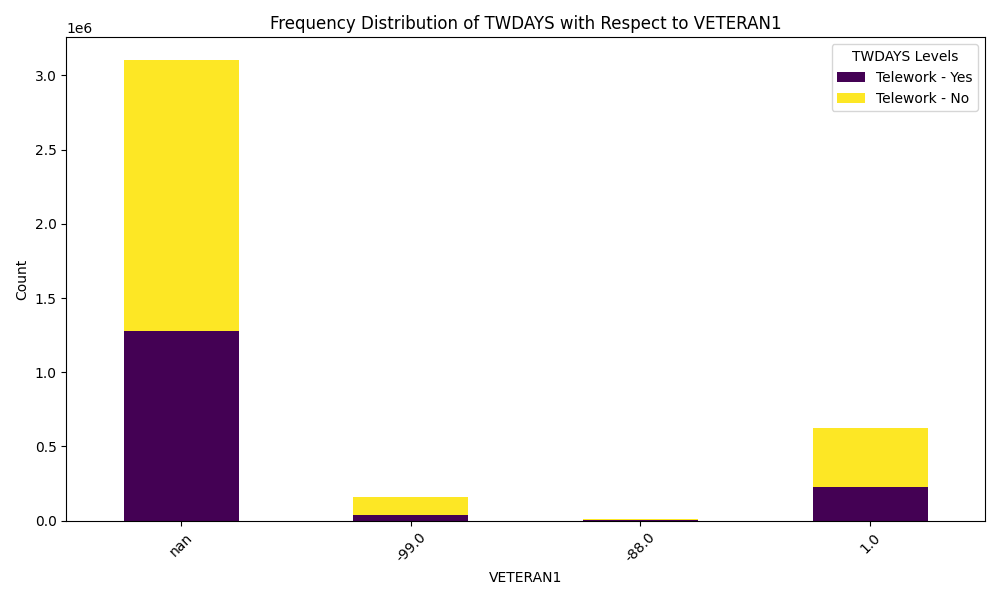 Frequency Distribution of TWDAYS with Respect to VETERAN1
1e6
TWDAYS Levels
Telework - Yes
Telework - No
3.0
2.5
2.0
1.5
1.0
0.5
0.0
Count
nan
-99.0
-88.0
1.0
VETERAN1